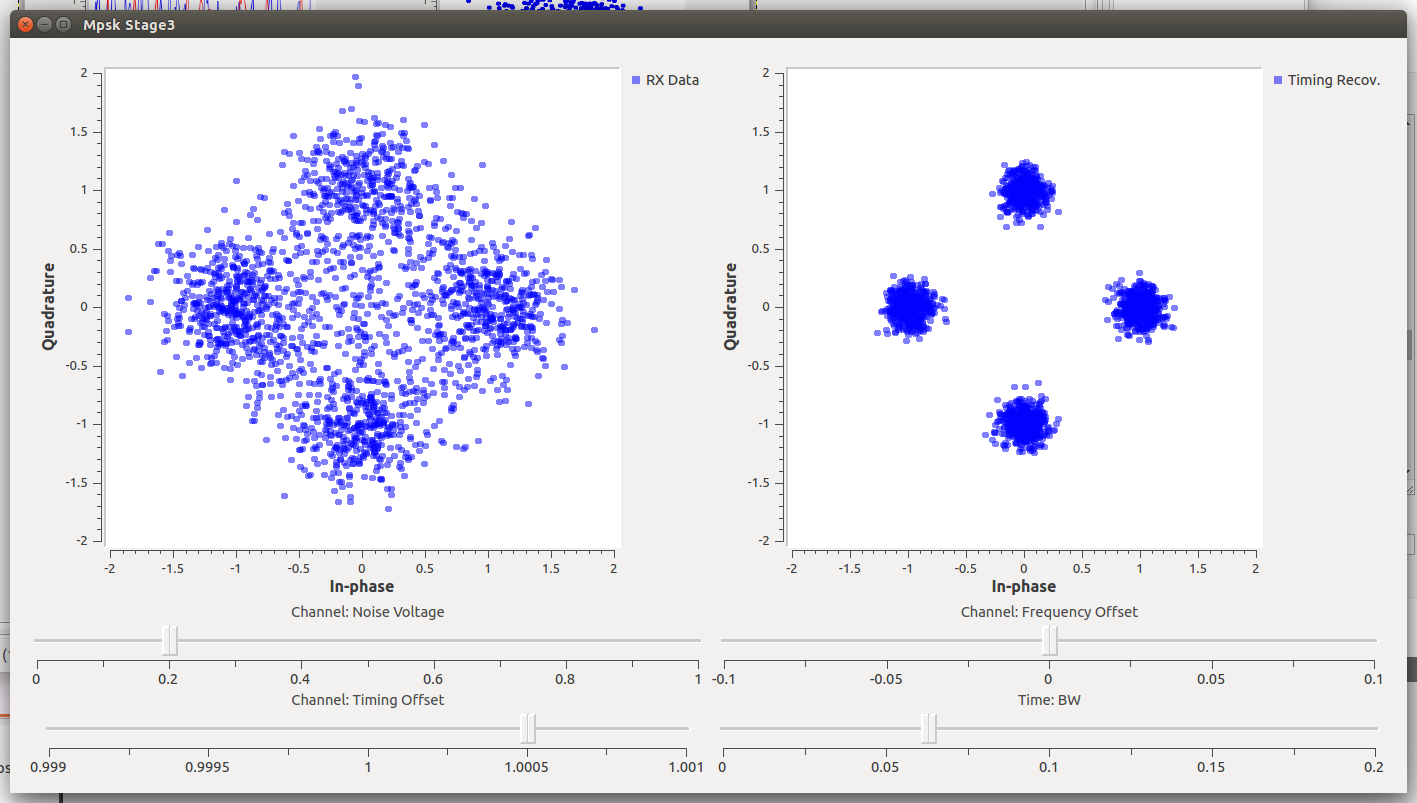 Mpsk Stage3
2
1.5
1
0.5
0
-0.5
-1
-1.5
-2
Quadrature
-2 -1.5 -1 -0.5 0 0.5 1 1.5 2
In-phase
RX Data
2
1.5
1
0.5
0
-0.5
-1
-1.5
-2
Quadrature
-2 -1.5 -1 -0.5 0 0.5 1 1.5 2
In-phase
Timing Recov.
Channel: Noise Voltage
0 0.2 0.4 0.6 0.8 1
Channel: Frequency Offset
-0.1 -0.05 0 0.05 0.1
Channel: Timing Offset
0.999 0.9995 1 1.0005 1.001
Time: BW
0 0.05 0.1 0.15 0.2